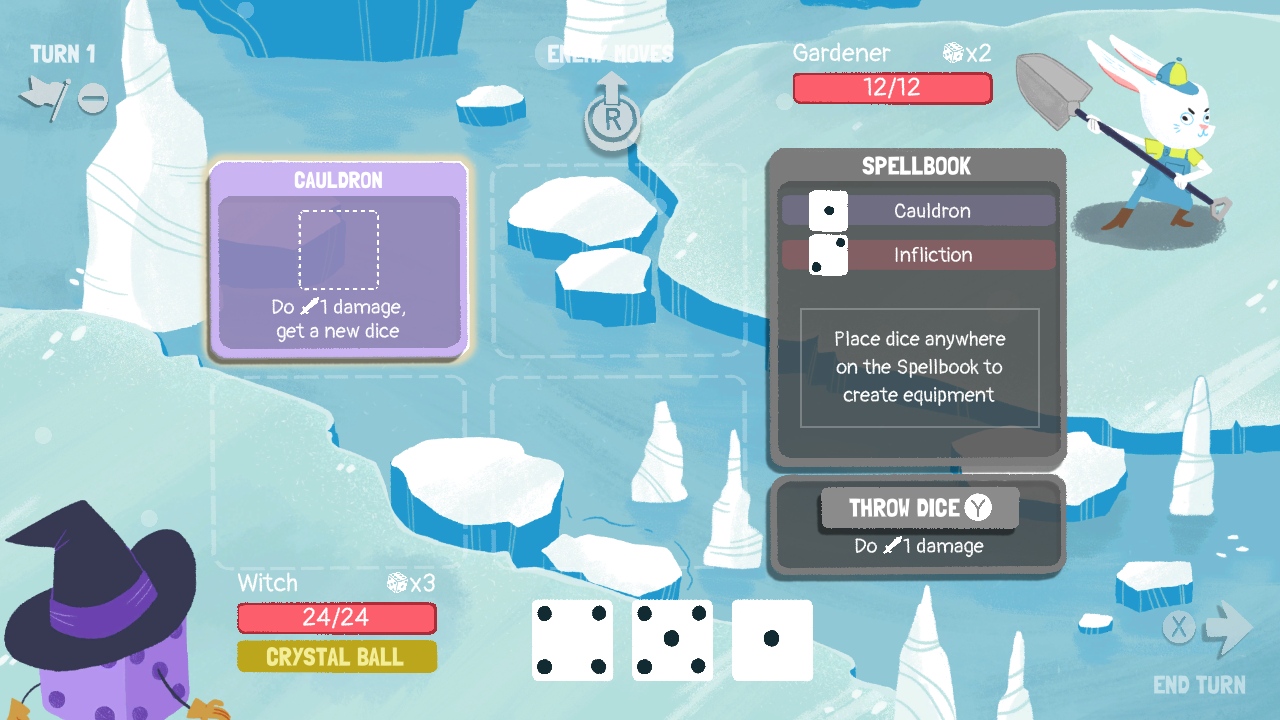 TURN 1
ENEMY MOVES
R
Gardener
x2
12/12
CAULDRON
Do 1 damage,
get a new dice
SPELLBOOK
Cauldron
Infliction
Place dice anywhere
on the Spellbook to
create equipment
THROW DICE Y
Do 1 damage
Witch
x3
24/24
CRYSTAL BALL
X
END TURN